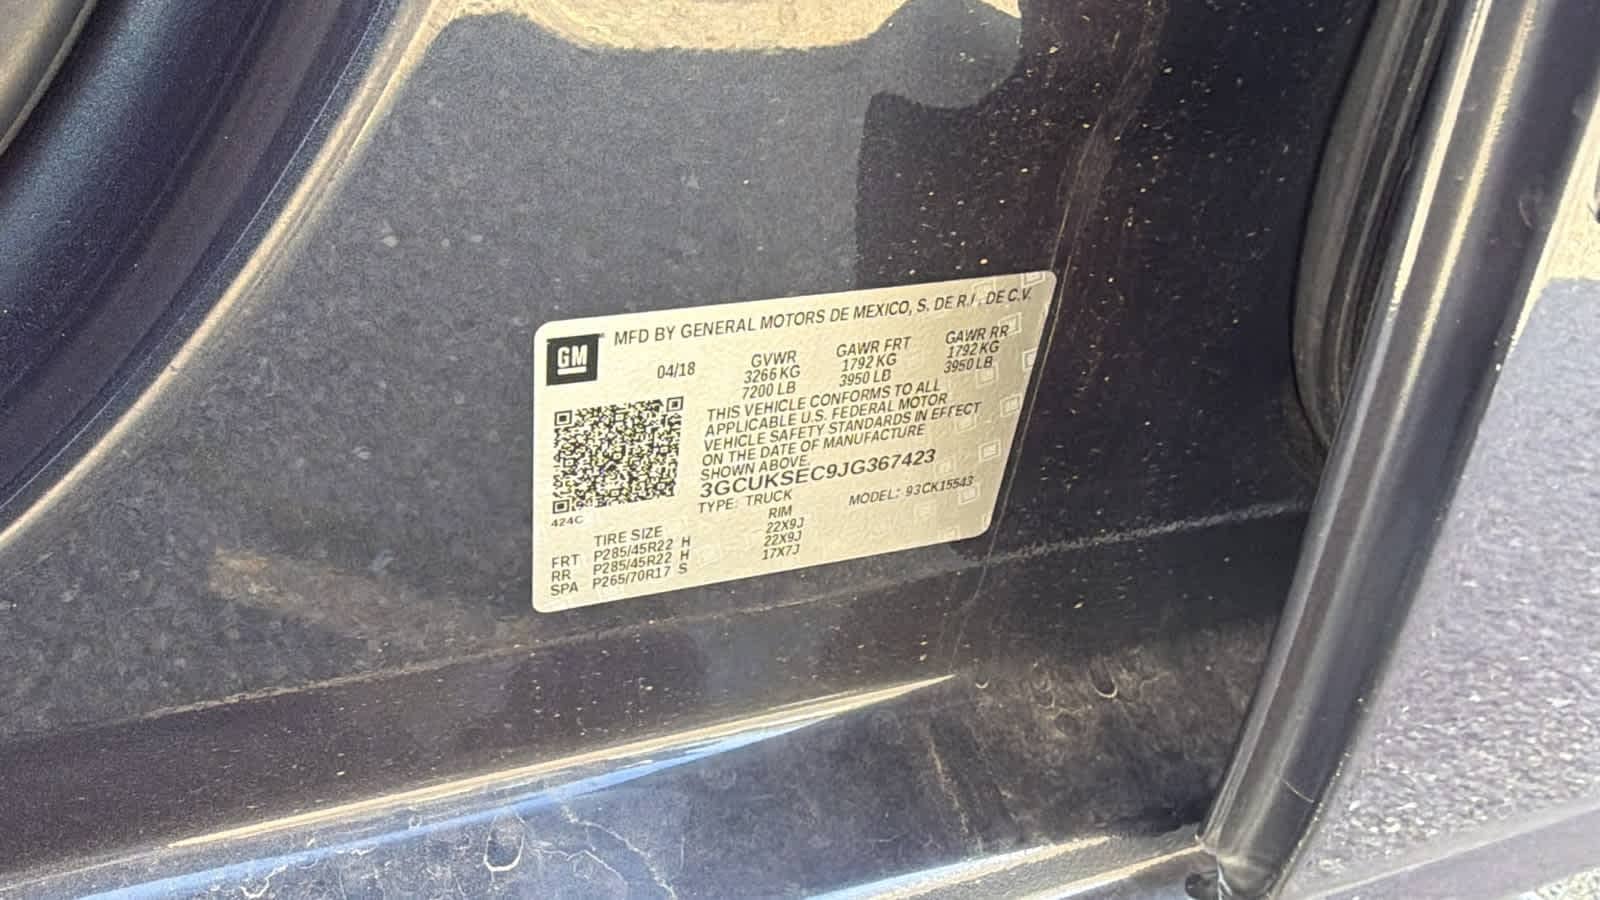 MFD BY GENERAL MOTORS DE MEXICO, S. DE R.L. DE C.V.
GM
04/18
GVWR GAWR FRT GAWR RR
3266 KG 1792 KG 1792 KG
7200 LB 3950 LB 3950 LB
THIS VEHICLE CONFORMS TO ALL
APPLICABLE U.S. FEDERAL MOTOR
VEHICLE SAFETY STANDARDS IN EFFECT
ON THE DATE OF MANUFACTURE
SHOWN ABOVE.
3GCUKSEC9JG367423
TYPE: TRUCK MODEL: 93CK15543
424C
TIRE SIZE RIM
FRT P285/45R22 H 22X9J
RR P285/45R22 H 22X9J
SPA P265/70R17 S 17X7J